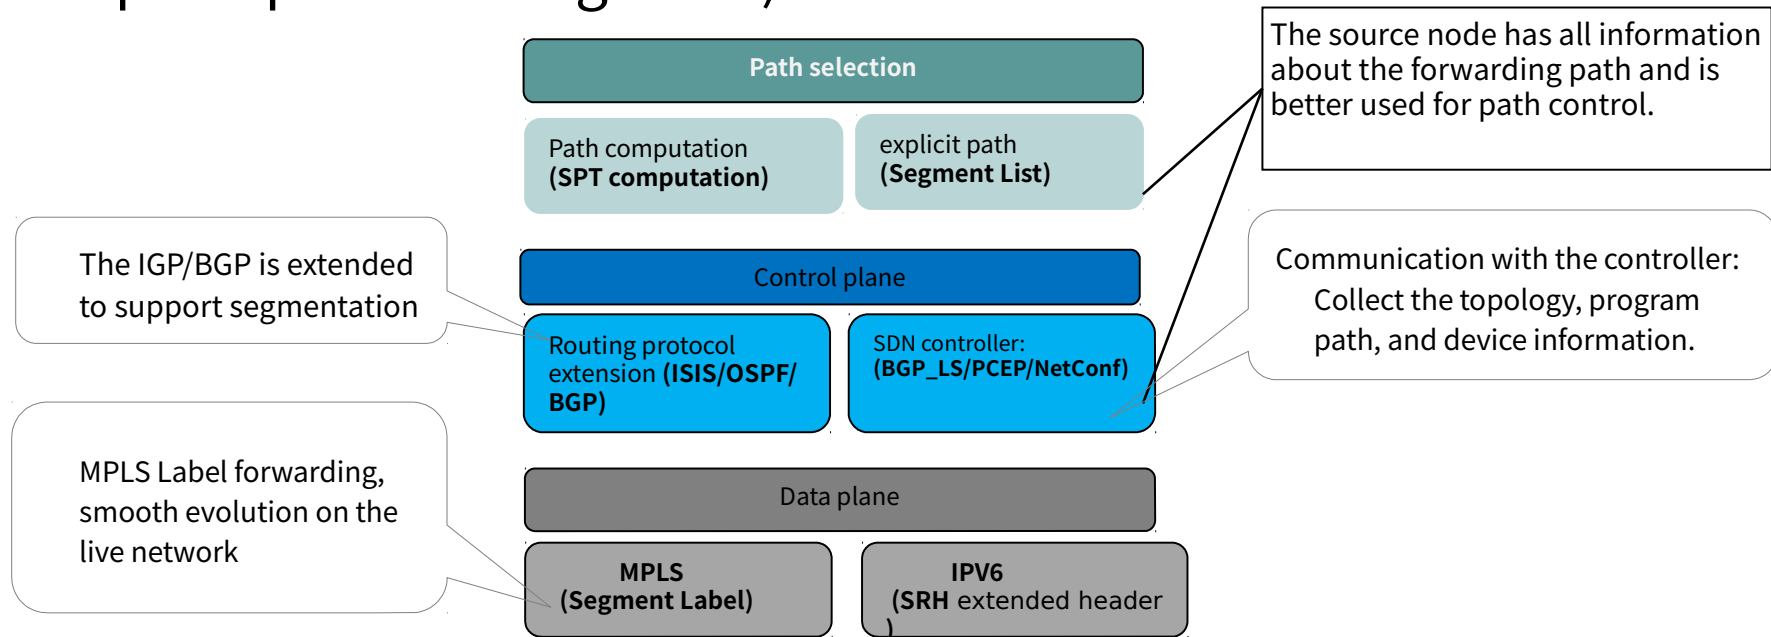 Path selection
The source node has all information
about the forwarding path and is
better used for path control.
Path computation
(SPT computation)
explicit path
(Segment List)
The IGP/BGP is extended
to support segmentation
Control plane
Communication with the controller:
Collect the topology, program
path, and device information.
Routing protocol
extension (ISIS/OSPF/
BGP)
SDN controller:
(BGP_LS/PCEP/NetConf)
MPLS Label forwarding,
smooth evolution on the
live network
Data plane
MPLS
(Segment Label)
IPV6
(SRH extended header
)